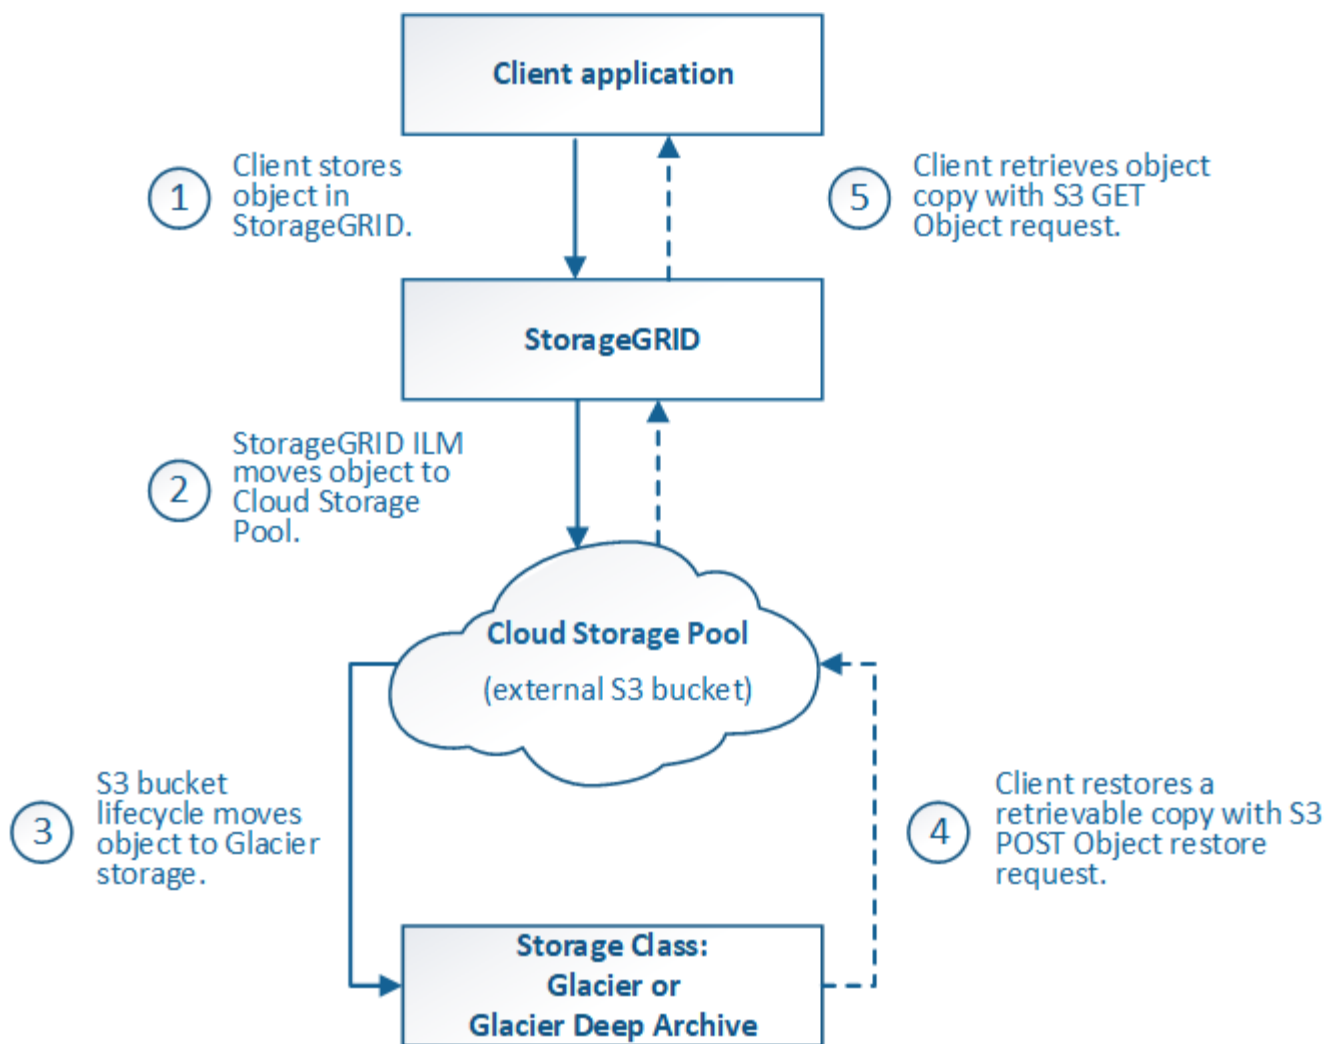 Client application
1
Client stores
object in
StorageGRID.
5
Client retrieves object
copy with S3 GET
Object request.
StorageGRID
2
StorageGRID ILM
moves object to
Cloud Storage
Pool.
Cloud Storage Pool
(external S3 bucket)
3
S3 bucket
lifecycle moves
object to Glacier
storage.
4
Client restores a
retrievable copy with S3
POST Object restore
request.
Storage Class:
Glacier or
Glacier Deep Archive